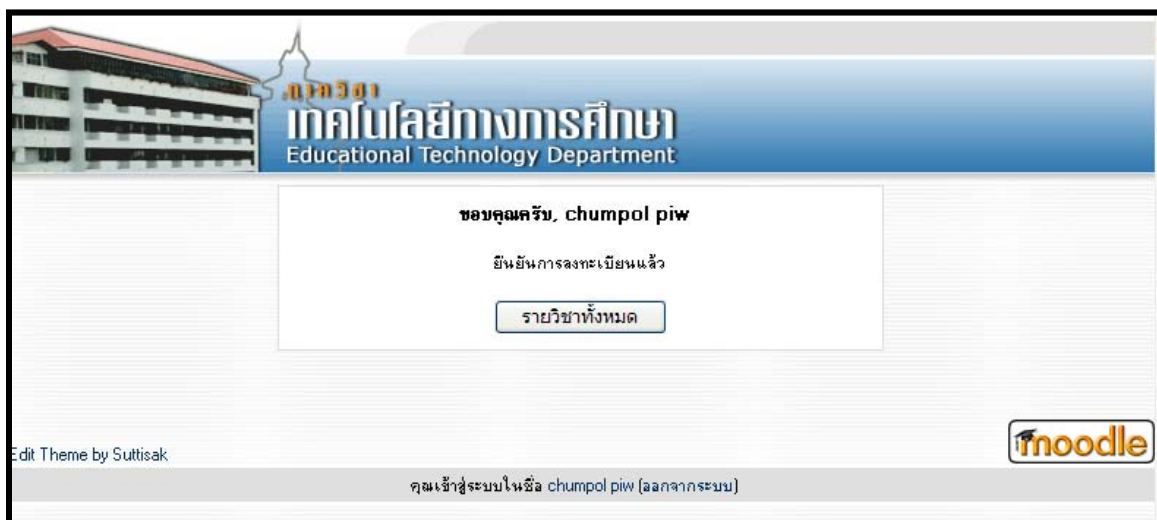 ภาควิชา
เทคโนโลยีทางการศึกษา
Educational Technology Department
ขอบคุณครับ, chumpol piw
ยืนยันการลงทะเบียนแล้ว
รายวิชาทั้งหมด
moodle
Edit Theme by Suttisak
คุณเข้าสู่ระบบในชื่อ chumpol piw (ออกจากระบบ)